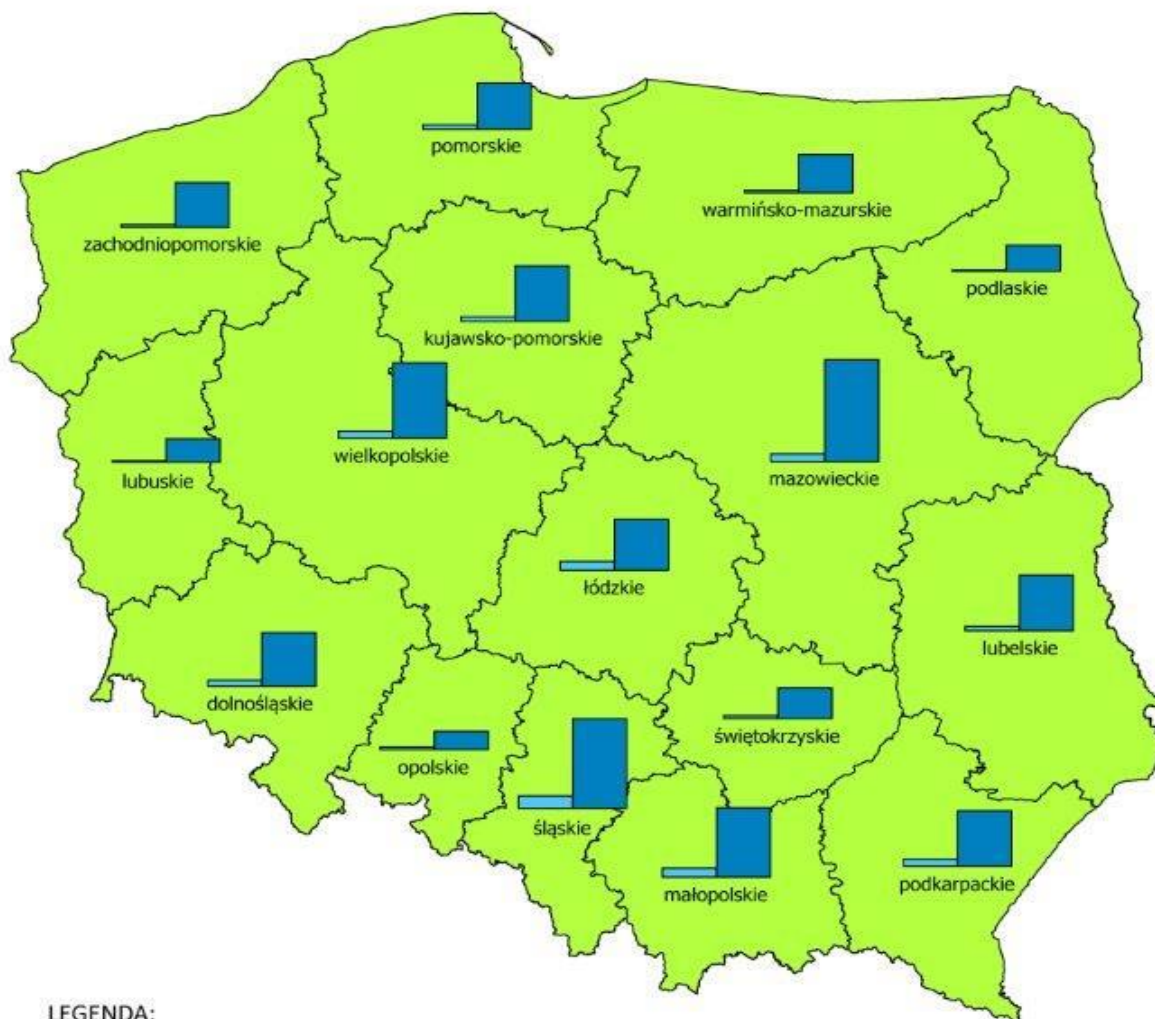 pomorskie
warmińsko-mazurskie
zachodniopomorskie
podlaskie
kujawsko-pomorskie
wielkopolskie
mazowieckie
lubuskie
łódzkie
lubelskie
dolnośląskie
świętokrzyskie
opolskie
śląskie
małopolskie
podkarpackie
LEGENDA: